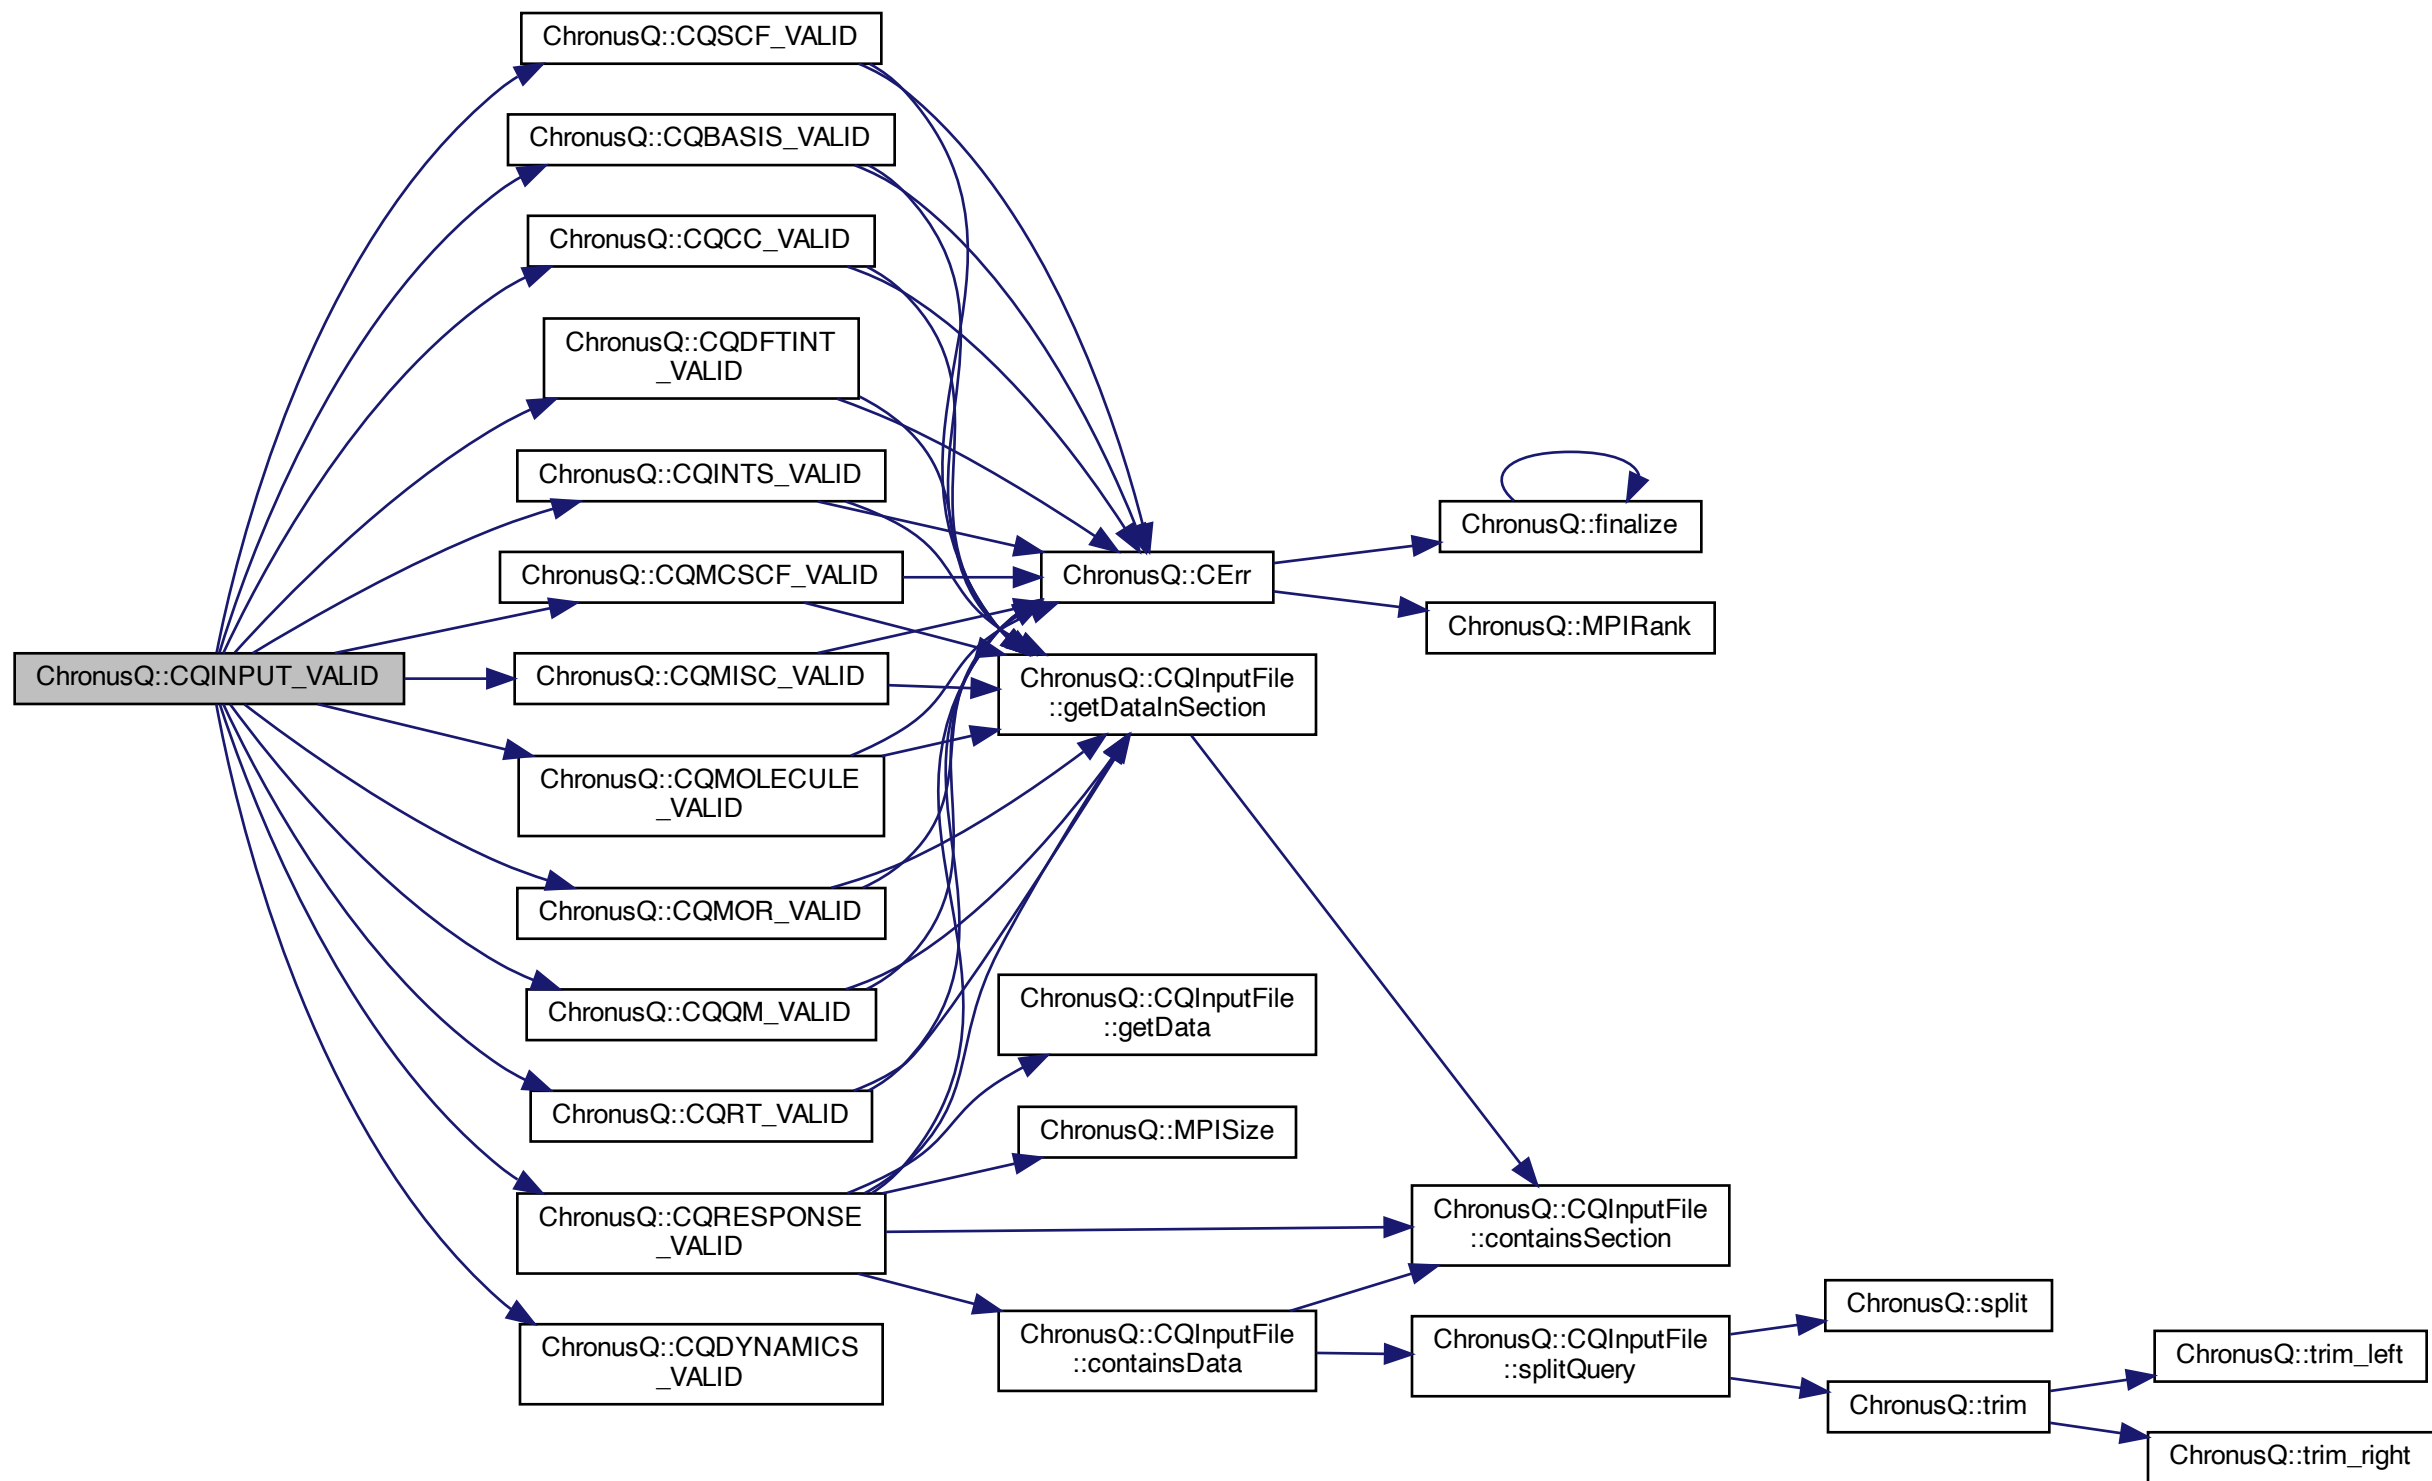 ChronusQ::CQINPUT_VALID
ChronusQ::CQSCF_VALID
ChronusQ::CQBASIS_VALID
ChronusQ::CQCC_VALID
ChronusQ::CQDFTINT
_VALID
ChronusQ::CQINTS_VALID
ChronusQ::CQMCSCF_VALID
ChronusQ::CQMISC_VALID
ChronusQ::CQMOLECULE
_VALID
ChronusQ::CQMOR_VALID
ChronusQ::CQQM_VALID
ChronusQ::CQRT_VALID
ChronusQ::CQRESPONSE
_VALID
ChronusQ::CQDYNAMICS
_VALID
ChronusQ::CErr
ChronusQ::CQInputFile
::getDataInSection
ChronusQ::CQInputFile
::getData
ChronusQ::MPISize
ChronusQ::CQInputFile
::containsData
ChronusQ::finalize
ChronusQ::MPIRank
ChronusQ::CQInputFile
::containsSection
ChronusQ::CQInputFile
::splitQuery
ChronusQ::split
ChronusQ::trim
ChronusQ::trim_left
ChronusQ::trim_right